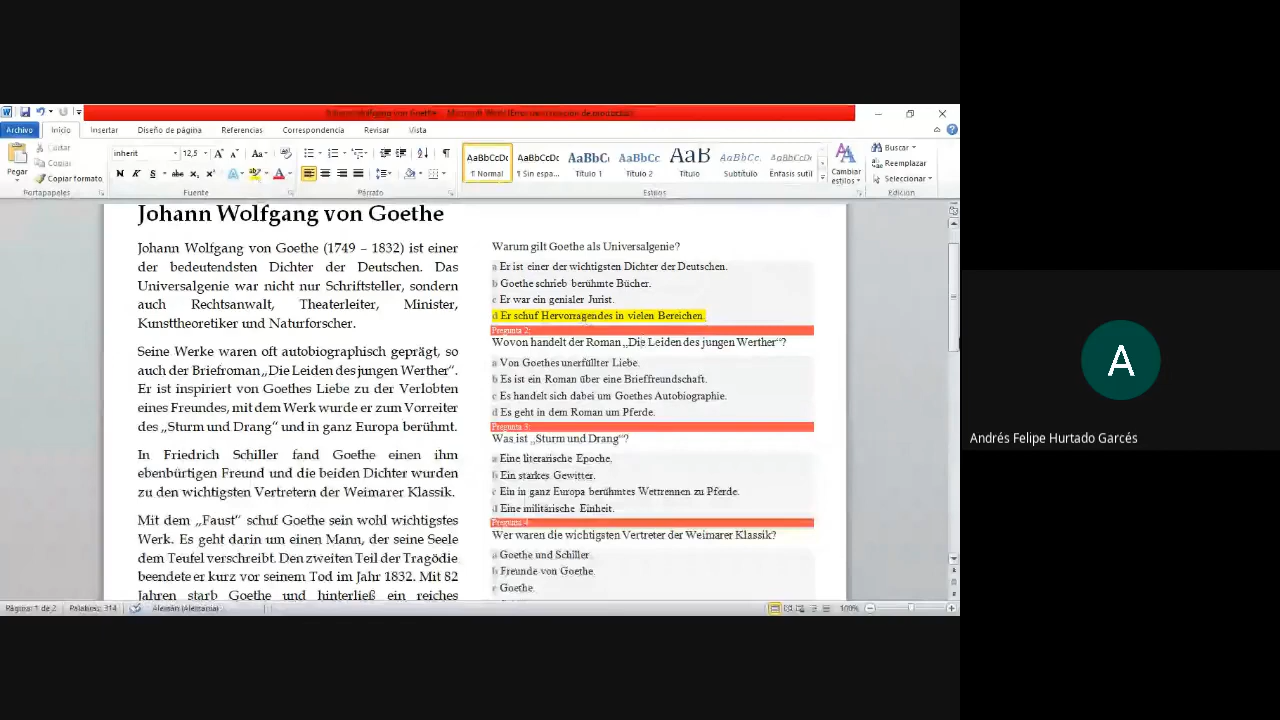 Archivo Inicio Insertar Diseño de página Referencias Correspondencia Revisar Vista
Pegar
Cortar
Copiar
Copiar formato
Portapapeles
inherit 12,5
Fuente
Párrafo
AaBbCcDc AaBbCcDc AaBbC AaBbCc AaB AaBbCc. AaBbCcDc
1 Normal 1 Sin espa... Título 1 Título 2 Título Subtítulo Énfasis sutil
Estilos
Cambiar
estilos
Buscar
Reemplazar
Seleccionar
Edición
Johann Wolfgang von Goethe
Johann Wolfgang von Goethe (1749 – 1832) ist einer
der bedeutendsten Dichter der Deutschen. Das
Universalgenie war nicht nur Schriftsteller, sondern
auch Rechtsanwalt, Theaterleiter, Minister,
Kunsttheoretiker und Naturforscher.
Seine Werke waren oft autobiographisch geprägt, so
auch der Briefroman „Die Leiden des jungen Werther“.
Er ist inspiriert von Goethes Liebe zu der Verlobten
eines Freundes, mit dem Werk wurde er zum Vorreiter
des „Sturm und Drang“ und in ganz Europa berühmt.
In Friedrich Schiller fand Goethe einen ihm
ebenbürtigen Freund und die beiden Dichter wurden
zu den wichtigsten Vertretern der Weimarer Klassik.
Mit dem „Faust“ schuf Goethe sein wohl wichtigstes
Werk. Es geht darin um einen Mann, der seine Seele
dem Teufel verschreibt. Den zweiten Teil der Tragödie
beendete er kurz vor seinem Tod im Jahr 1832. Mit 82
Jahren starb Goethe und hinterließ ein reiches
Warum gilt Goethe als Universalgenie?
a Er ist einer der wichtigsten Dichter der Deutschen.
b Goethe schrieb berühmte Bücher.
c Er war ein genialer Jurist.
d Er schuf Hervorragendes in vielen Bereichen.
Pregunta 2:
Wovon handelt der Roman „Die Leiden des jungen Werther“?
a Von Goethes unerfüllter Liebe.
b Es ist ein Roman über eine Brieffreundschaft.
c Es handelt sich dabei um Goethes Autobiographie.
d Es geht in dem Roman um Pferde.
Pregunta 3:
Was ist „Sturm und Drang“?
a Eine literarische Epoche.
b Ein starkes Gewitter.
c Ein in ganz Europa berühmtes Wettrennen zu Pferde.
d Eine militärische Einheit.
Pregunta 4:
Wer waren die wichtigsten Vertreter der Weimarer Klassik?
a Goethe und Schiller.
b Freunde von Goethe.
c Goethe.
Página: 1 de 2 Palabras: 314 Alemán (Alemania) 100%
A
Andrés Felipe Hurtado Garcés